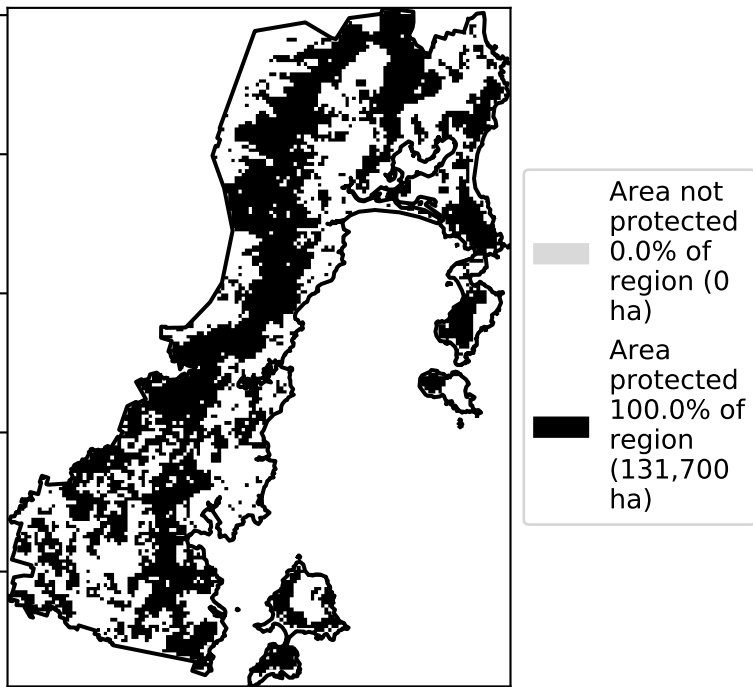 Area not
protected
0.0% of
region (0
ha)
Area
protected
100.0% of
region
(131,700
ha)